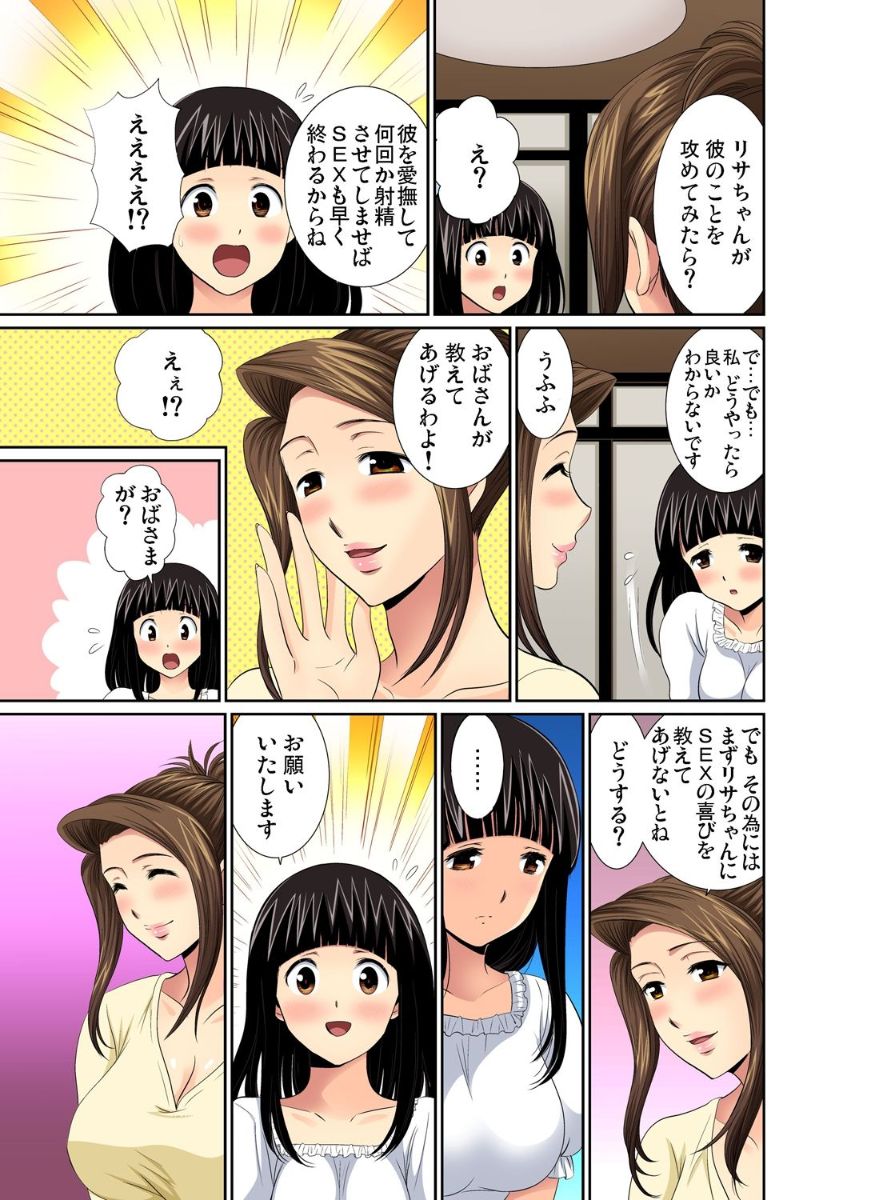 リサちゃんが
彼のことを
攻めてみたら？
え？
彼を愛撫して
何回か射精
させてしませば
ＳＥＸも早く
終わるからね
えええぇ!?
で…でも…
私 どうやったら
良いか
わからないです
うふふ
おばさんが
教えて
あげるわよ！
えぇ!?
おばさま
が？
でも その為には
まずリサちゃんに
ＳＥＸの喜びを
教えて
あげないとね
どうする？
……
お願い
いたします